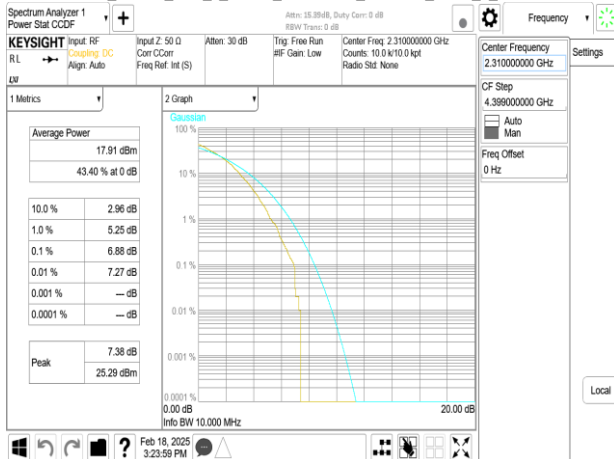 Spectrum Analyzer 1
Power Stat CCDF
+
Attn: 15.39dB, Duty Corr: 0 dB
RBW Trans: 0 dB
Frequency
KEYSIGHT
RL
LXI
Input: RF
Coupling: DC
Align: Auto
Input Z: 50 Ω
Corr CCorr
Freq Ref: Int (S)
Atten: 30 dB
Trig: Free Run
#IF Gain: Low
Center Freq: 2.310000000 GHz
Counts: 10.0 k/10.0 kpt
Radio Std: None
Center Frequency
2.310000000 GHz
Settings
CF Step
4.399000000 GHz
Auto
Man
Freq Offset
0 Hz
Local
1 Metrics
Average Power
17.91 dBm
43.40 % at 0 dB
10.0 % 2.96 dB
1.0 % 5.25 dB
0.1 % 6.88 dB
0.01 % 7.27 dB
0.001 % --- dB
0.0001 % --- dB
Peak
7.38 dB
25.29 dBm
2 Graph
Gaussian
100 %
10 %
1 %
0.1 %
0.01 %
0.001 %
0.0001 %
0.00 dB 20.00 dB
Info BW 10.000 MHz
?
Feb 18, 2025
3:23:59 PM